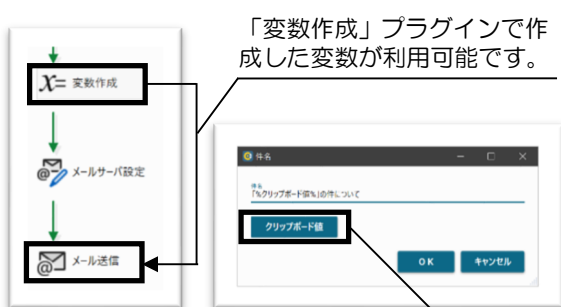 「変数作成」プラグインで作
成した変数が利用可能です。
変数作成
メールサーバ設定
メール送信
件名
件名
「%クリップボード値%」の件について
クリップボード値
OK
キャンセル